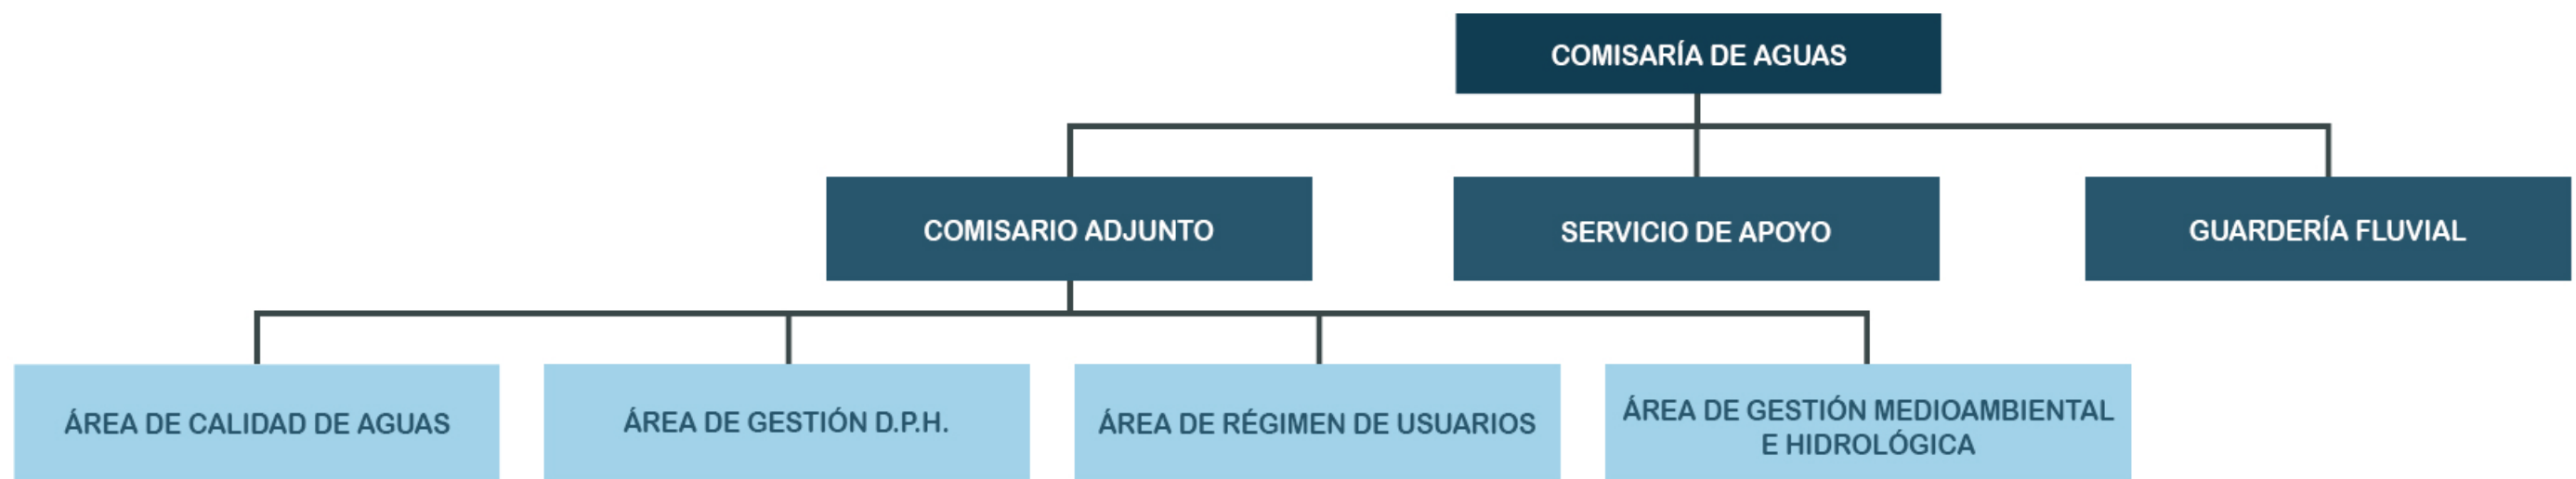 COMISARÍA DE AGUAS
COMISARIO ADJUNTO
SERVICIO DE APOYO
GUARDERÍA FLUVIAL
ÁREA DE CALIDAD DE AGUAS
ÁREA DE GESTIÓN D.P.H.
ÁREA DE RÉGIMEN DE USUARIOS
ÁREA DE GESTIÓN MEDIOAMBIENTAL
E HIDROLÓGICA